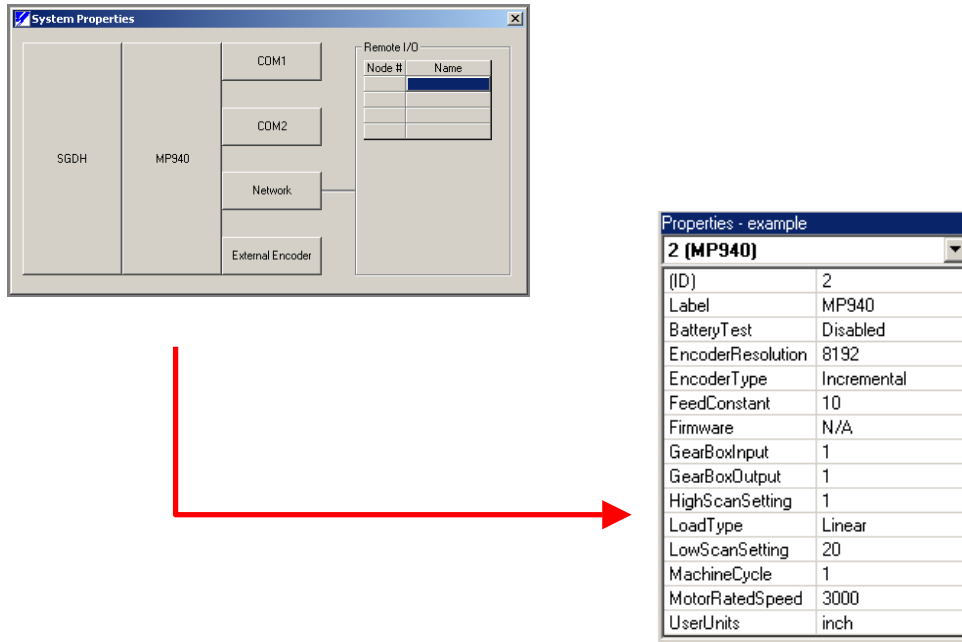 System Properties
SGDH
MP940
COM1
COM2
Network
External Encoder
Remote I/O
Node # Name
Properties - example
2 (MP940)
(ID) 2
Label MP940
BatteryTest Disabled
EncoderResolution 8192
EncoderType Incremental
FeedConstant 10
Firmware N/A
GearBoxInput 1
GearBoxOutput 1
HighScanSetting 1
LoadType Linear
LowScanSetting 20
MachineCycle 1
MotorRatedSpeed 3000
UserUnits inch